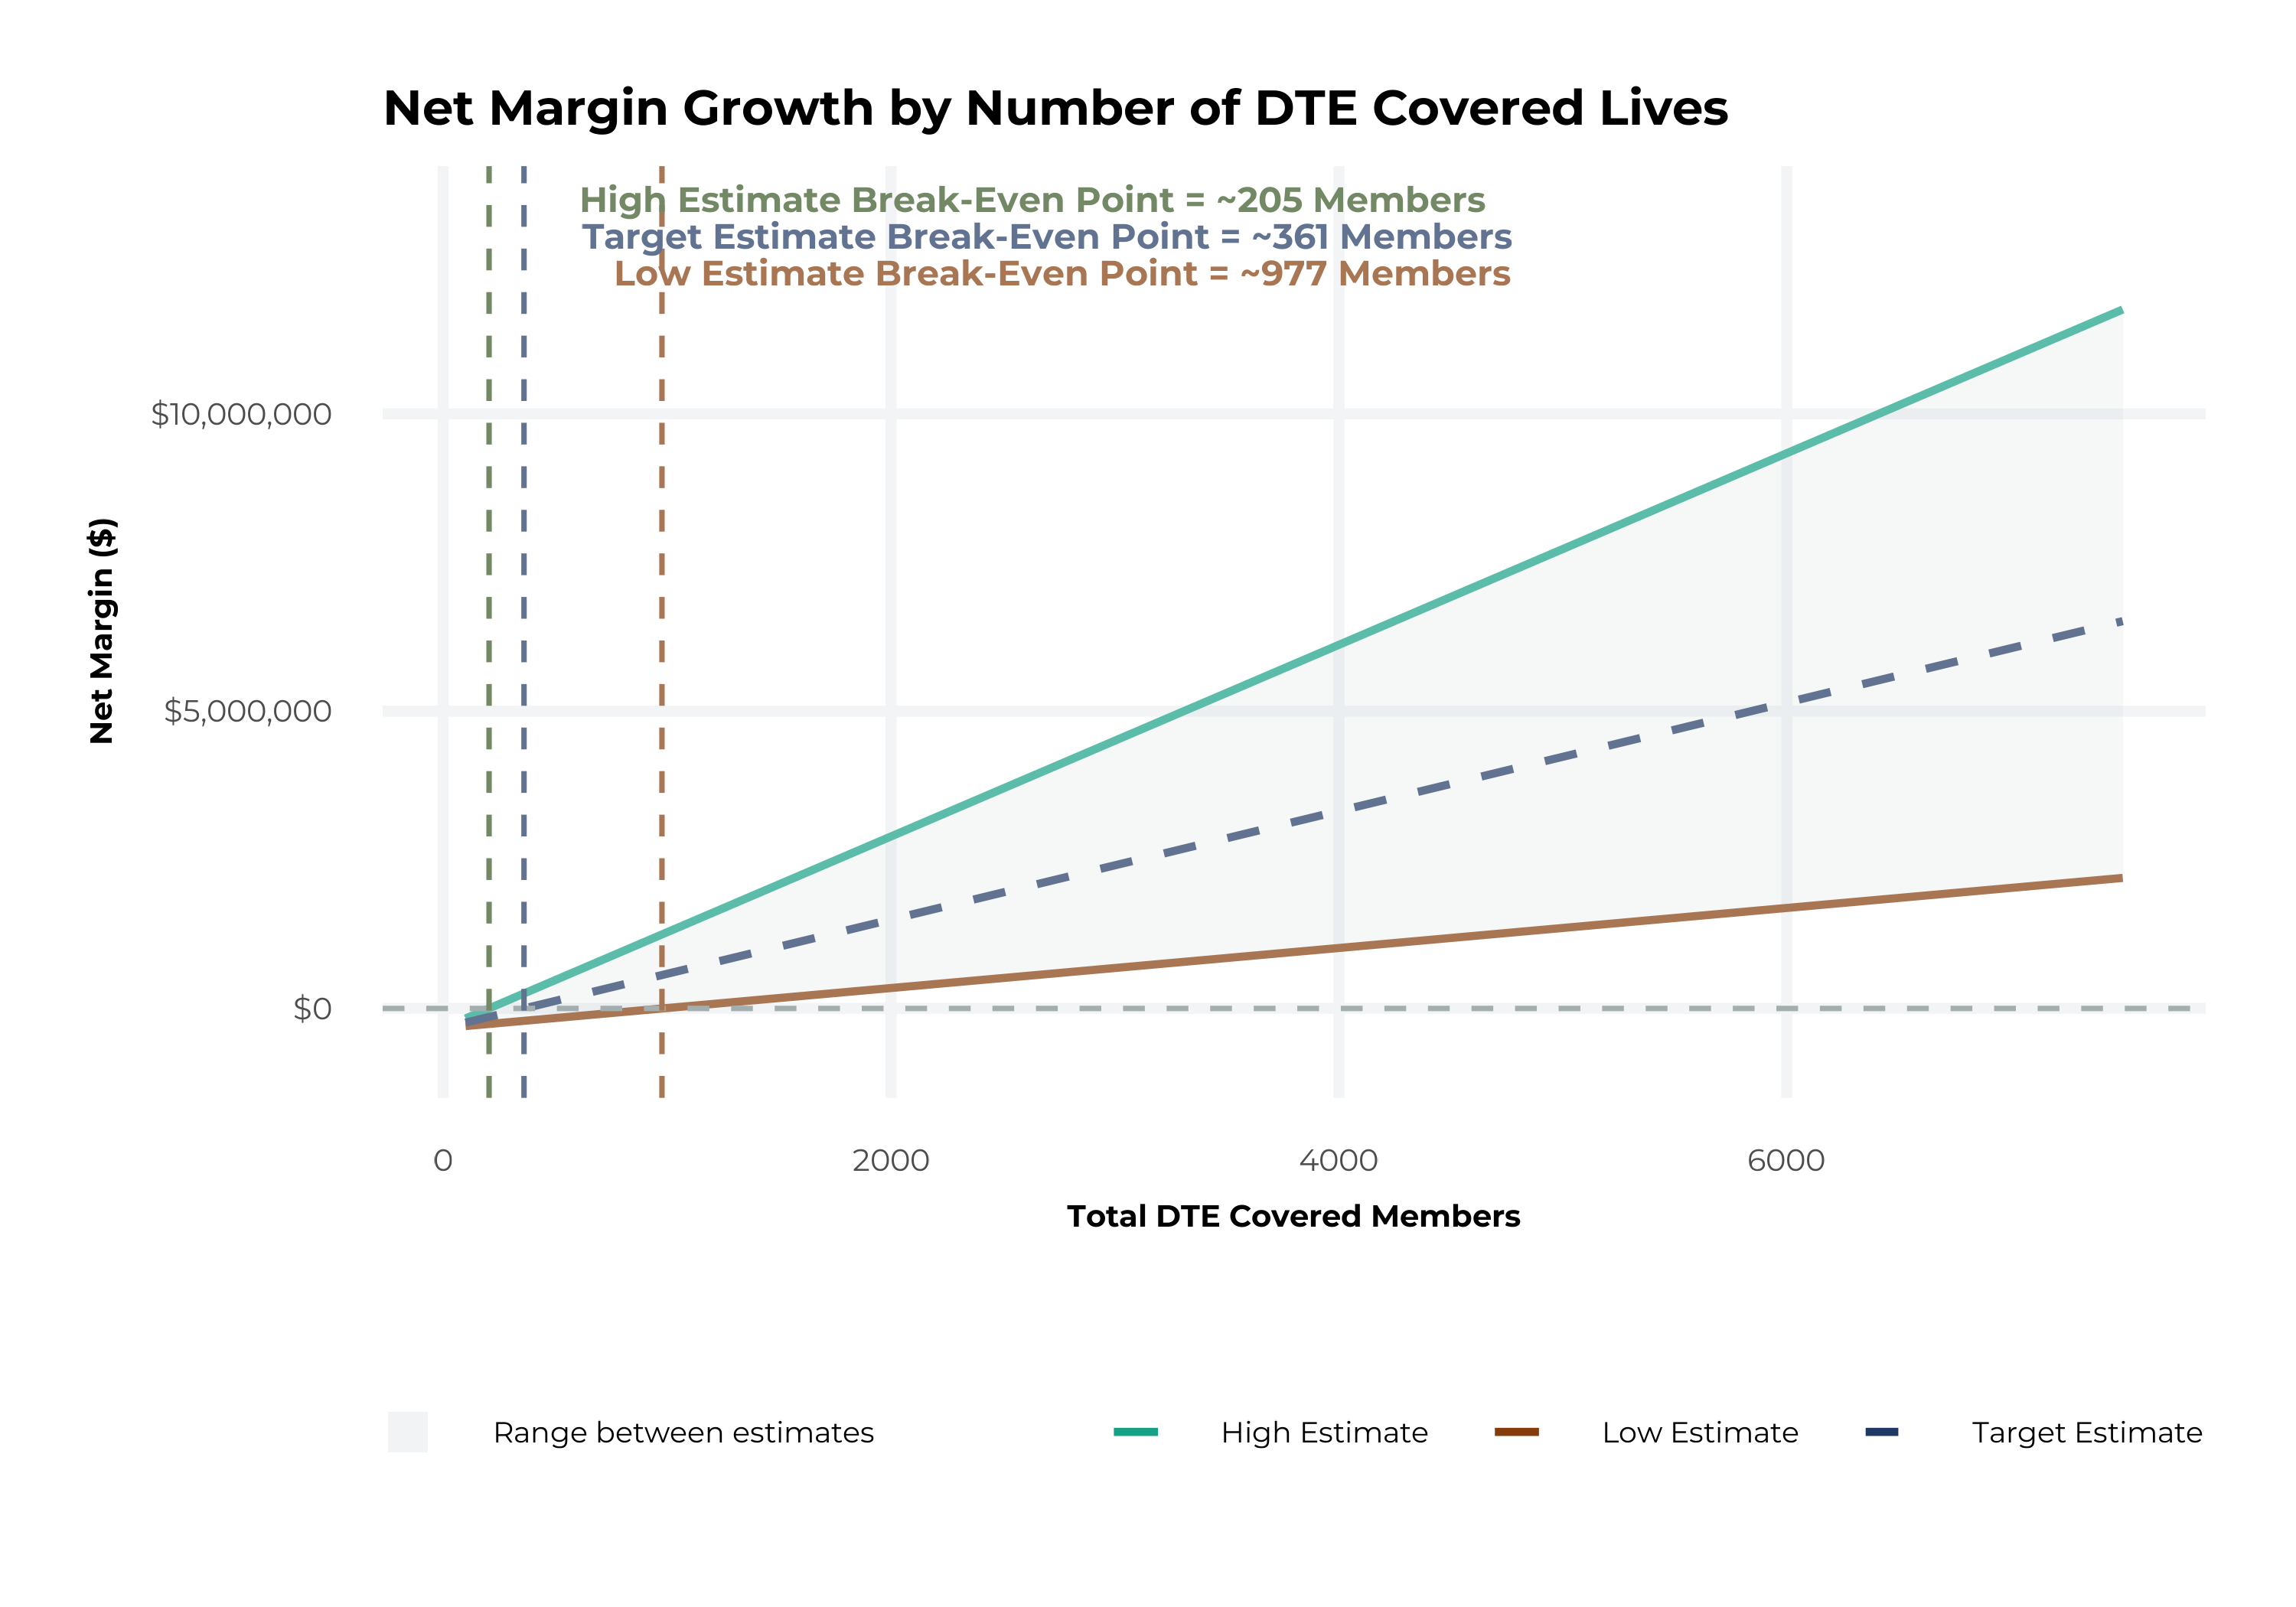 Net Margin Growth by Number of DTE Covered Lives
High Estimate Break-Even Point = ~205 Members
Target Estimate Break-Even Point = ~361 Members
Low Estimate Break-Even Point = ~977 Members
$10,000,000
$5,000,000
$0
Net Margin ($)
0 2000 4000 6000
Total DTE Covered Members
Range between estimates High Estimate Low Estimate Target Estimate